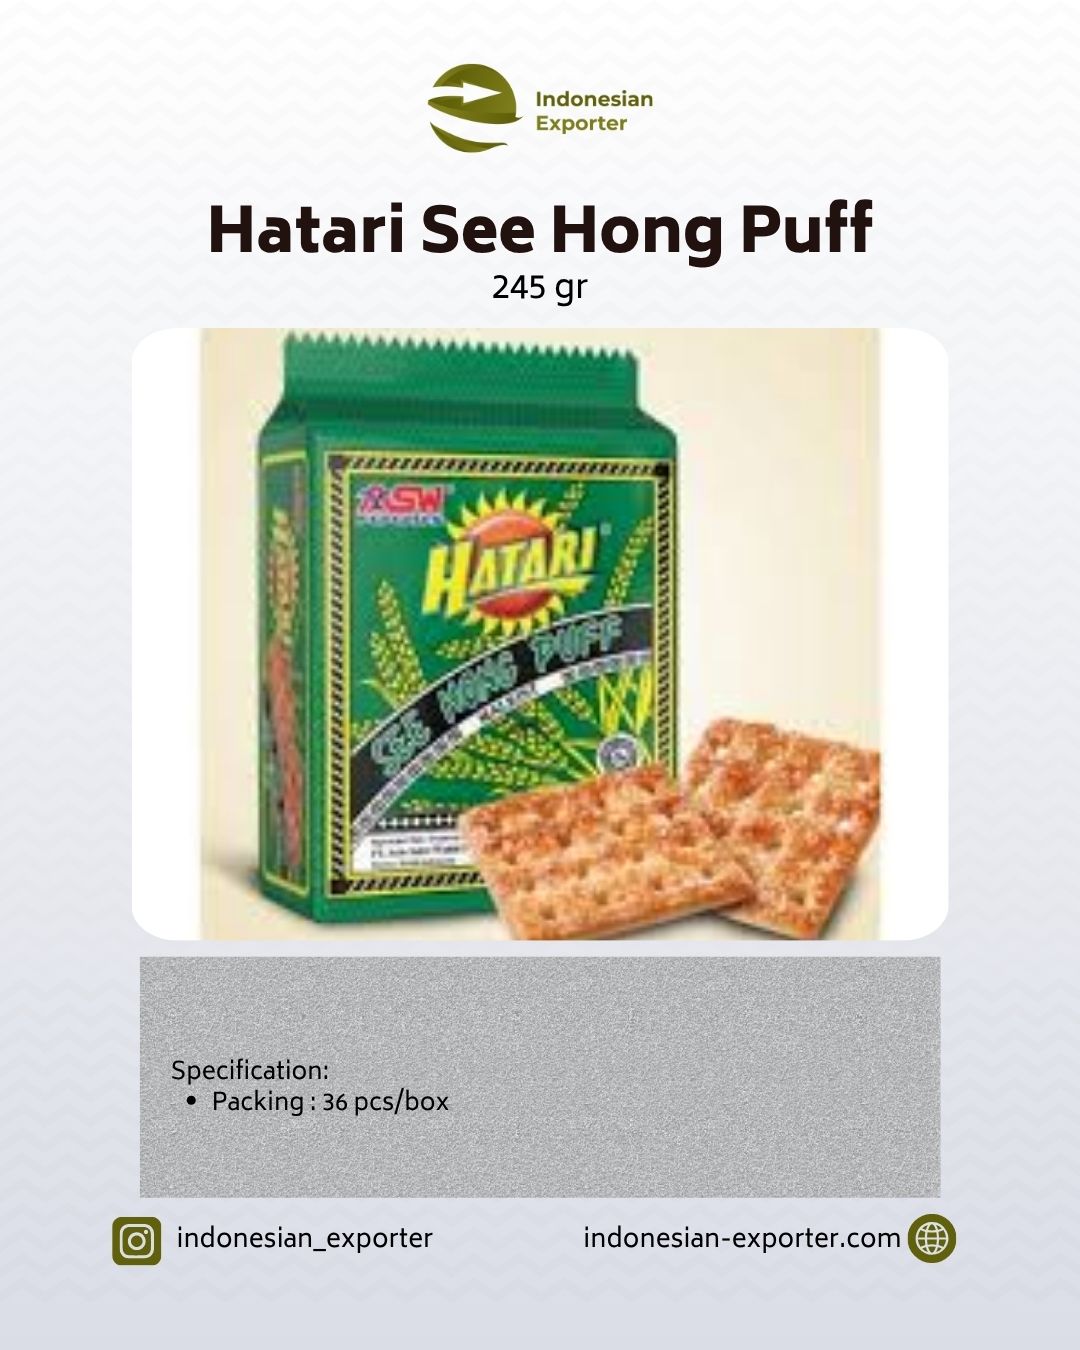 Indonesian
Exporter
Hatari See Hong Puff
245 gr
ASW
HATARI
SEE HONG PUFF
Specification:
• Packing : 36 pcs/box
indonesian_exporter
indonesian-exporter.com